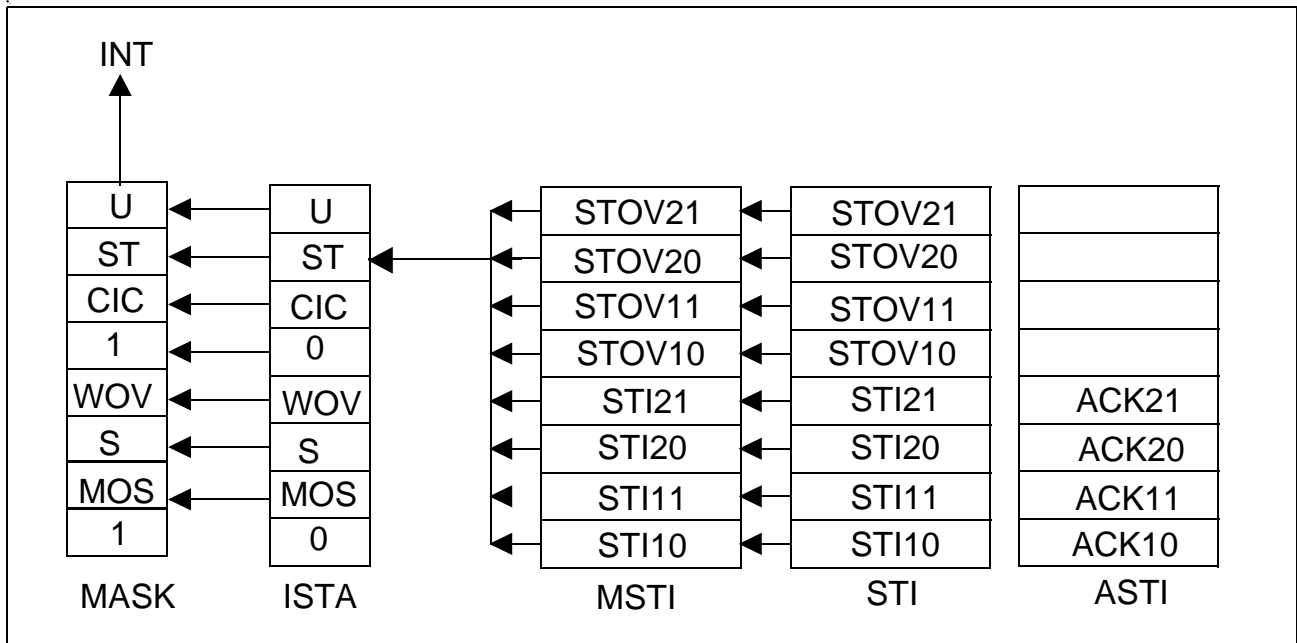 INT
U U STOV21 STOV21
ST ST STOV20 STOV20
CIC CIC STOV11 STOV11
1 0 STOV10 STOV10
WOV WOV STI21 STI21 ACK21
S S STI20 STI20 ACK20
MOS MOS STI11 STI11 ACK11
1 0 STI10 STI10 ACK10
MASK ISTA MSTI STI ASTI